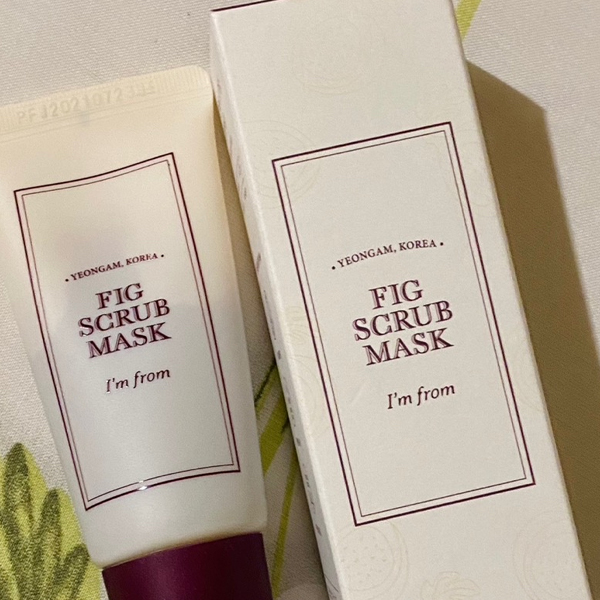 · YEONGAM, KOREA ·
FIG
SCRUB
MASK
I'm from
· YEONGAM, KOREA ·
FIG
SCRUB
MASK
I'm from